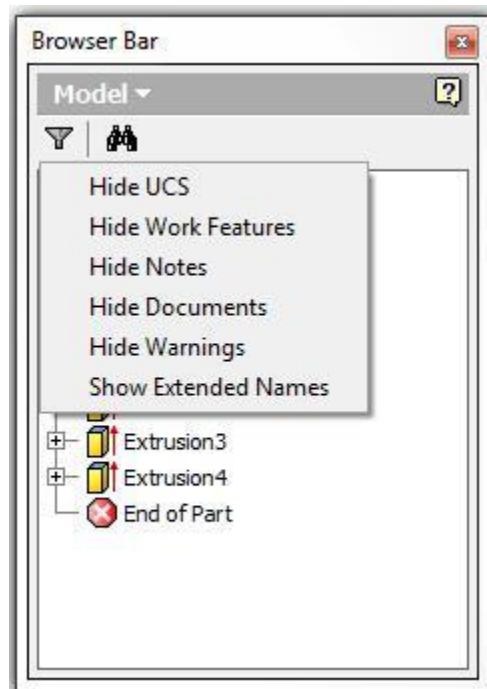 Browser Bar
Model
Hide UCS
Hide Work Features
Hide Notes
Hide Documents
Hide Warnings
Show Extended Names
Extrusion3
Extrusion4
End of Part